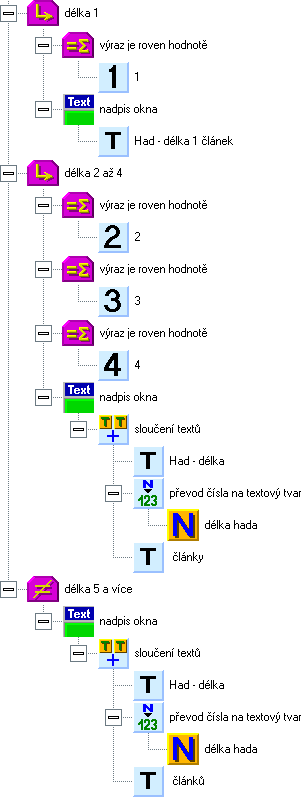 délka 1
=Σ výraz je roven hodnotě
1 1
Text nadpis okna
T Had - délka 1 článek
délka 2 až 4
=Σ výraz je roven hodnotě
2 2
=Σ výraz je roven hodnotě
3 3
=Σ výraz je roven hodnotě
4 4
Text nadpis okna
T T + sloučení textů
T Had - délka
N 123 převod čísla na textový tvar
N délka hada
T články
≠ délka 5 a více
Text nadpis okna
T T + sloučení textů
T Had - délka
N 123 převod čísla na textový tvar
N délka hada
T článků